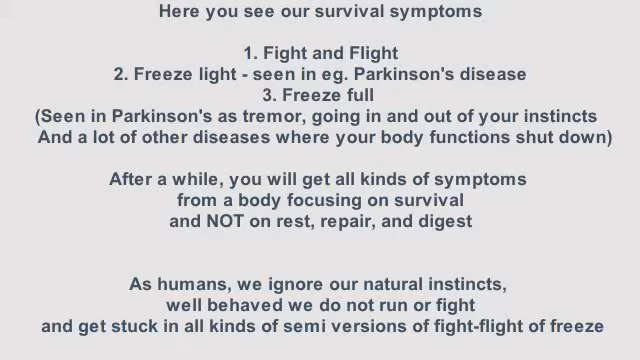 Here you see our survival symptoms
1. Fight and Flight
2. Freeze light - seen in eg. Parkinson's disease
3. Freeze full
(Seen in Parkinson's as tremor, going in and out of your instincts
And a lot of other diseases where your body functions shut down)
After a while, you will get all kinds of symptoms
from a body focusing on survival
and NOT on rest, repair, and digest
As humans, we ignore our natural instincts,
well behaved we do not run or fight
and get stuck in all kinds of semi versions of fight-flight of freeze